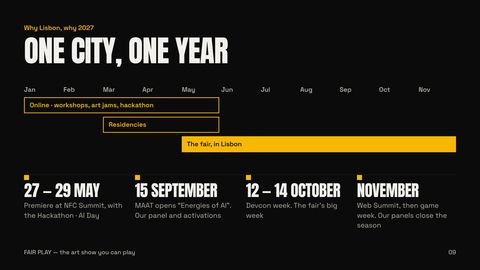 Why Lisbon, why 2027
ONE CITY, ONE YEAR
Jan Feb Mar Apr May Jun Jul Aug Sep Oct Nov
Online · workshops, art jams, hackathon
Residencies
The fair, in Lisbon
27 — 29 MAY
Premiere at NFC Summit, with
the Hackathon · AI Day
15 SEPTEMBER
MAAT opens "Energies of AI".
Our panel and activations
12 — 14 OCTOBER
Devcon week. The fair's big
week
NOVEMBER
Web Summit, then game
week. Our panels close the
season
FAIR PLAY — the art show you can play
09